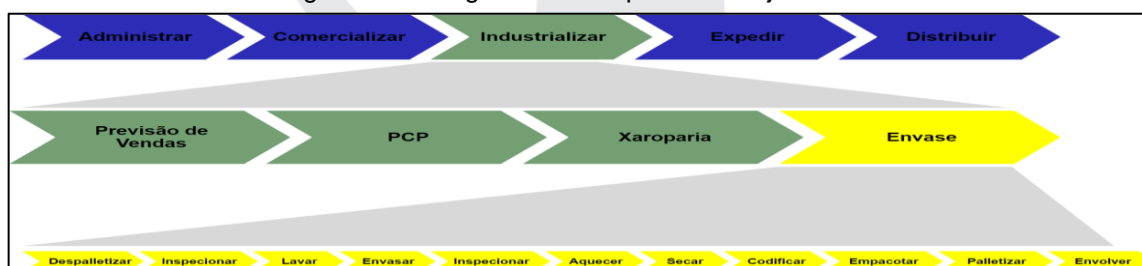 Administrar Comercializar Industrializar Expedir Distribuir
Previsão de
Vendas PCP Xaroparia Envase
Despalletizar Inspecionar Lavar Envasar Inspecionar Aquecer Secar Codificar Empacotar Palletizar Envolver